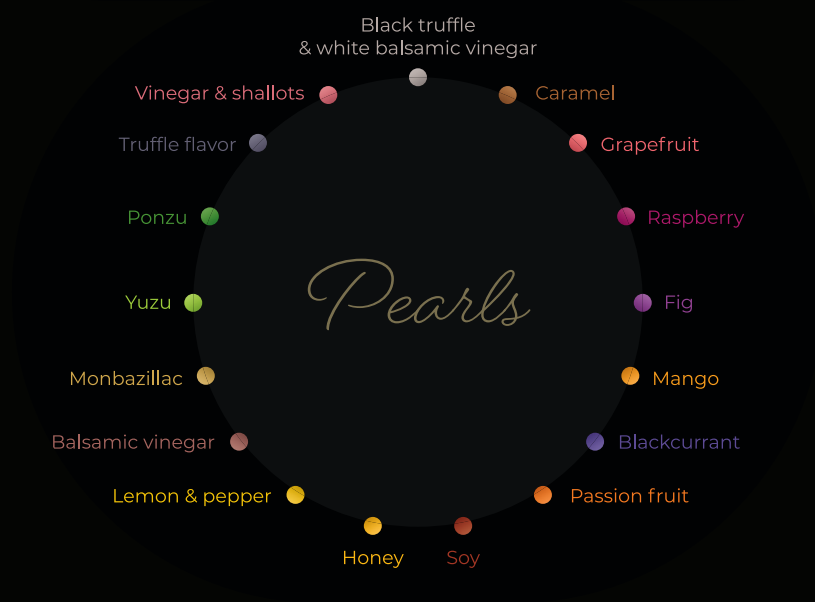 Black truffle
& white balsamic vinegar
Vinegar & shallots
Caramel
Truffle flavor
Grapefruit
Ponzu
Raspberry
Pearls
Yuzu
Fig
Monbazillac
Mango
Balsamic vinegar
Blackcurrant
Lemon & pepper
Passion fruit
Honey
Soy